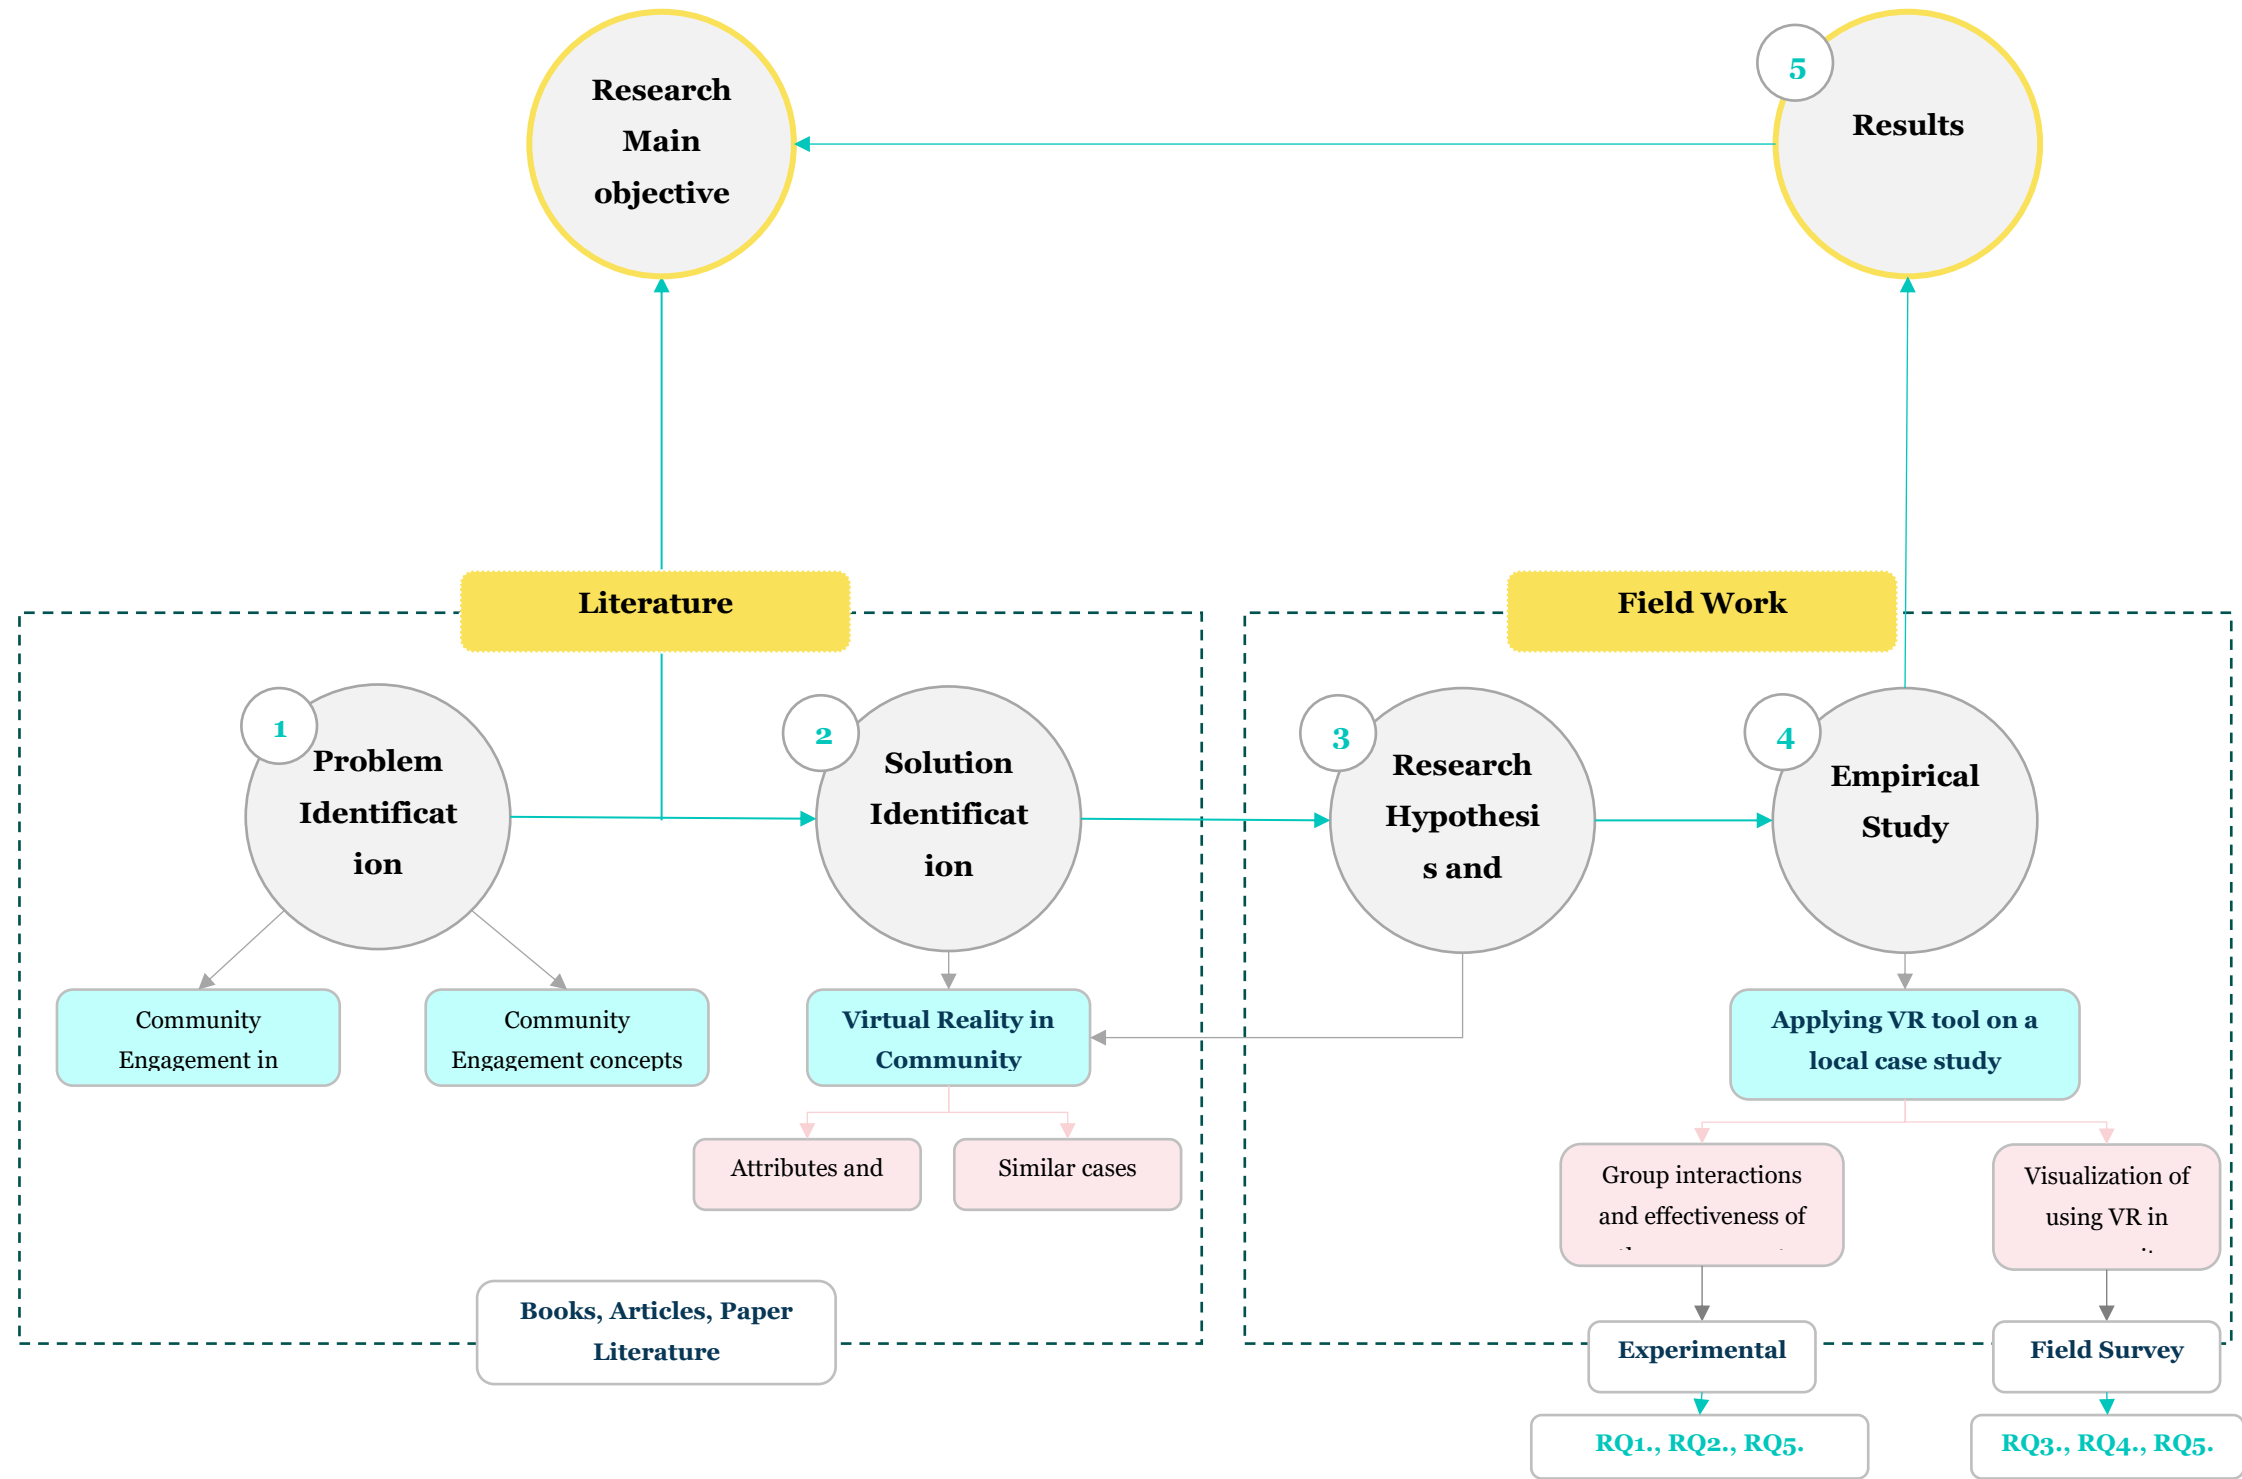 Research
Main
objective
5
Results
Literature
Field Work
1
Problem
Identificat
ion
2
Solution
Identificat
ion
3
Research
Hypothesi
s and
4
Empirical
Study
Community
Engagement in
Community
Engagement concepts
Virtual Reality in
Community
Applying VR tool on a
local case study
Attributes and
Similar cases
Group interactions
and effectiveness of
Visualization of
using VR in
Books, Articles, Paper
Literature
Experimental
Field Survey
RQ1., RQ2., RQ5.
RQ3., RQ4., RQ5.